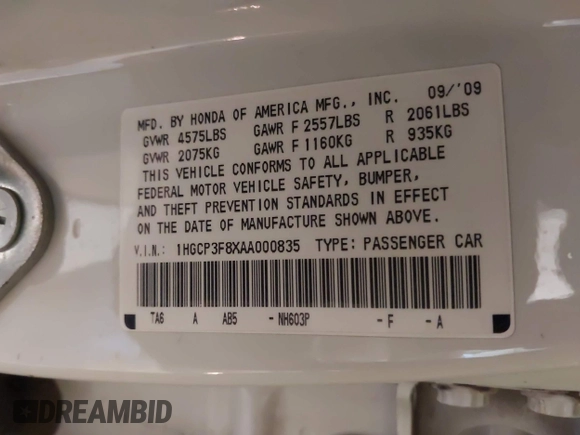 MFD. BY HONDA OF AMERICA MFG., INC. 09/'09
GVWR 4575LBS GAWR F 2557LBS R 2061LBS
GVWR 2075KG GAWR F 1160KG R 935KG
THIS VEHICLE CONFORMS TO ALL APPLICABLE
FEDERAL MOTOR VEHICLE SAFETY, BUMPER,
AND THEFT PREVENTION STANDARDS IN EFFECT
ON THE DATE OF MANUFACTURE SHOWN ABOVE.
V.I.N.: 1HGCP3F8XAA000835 TYPE: PASSENGER CAR
TA6 A AB5 - NH603P - F - A
DREAMBID